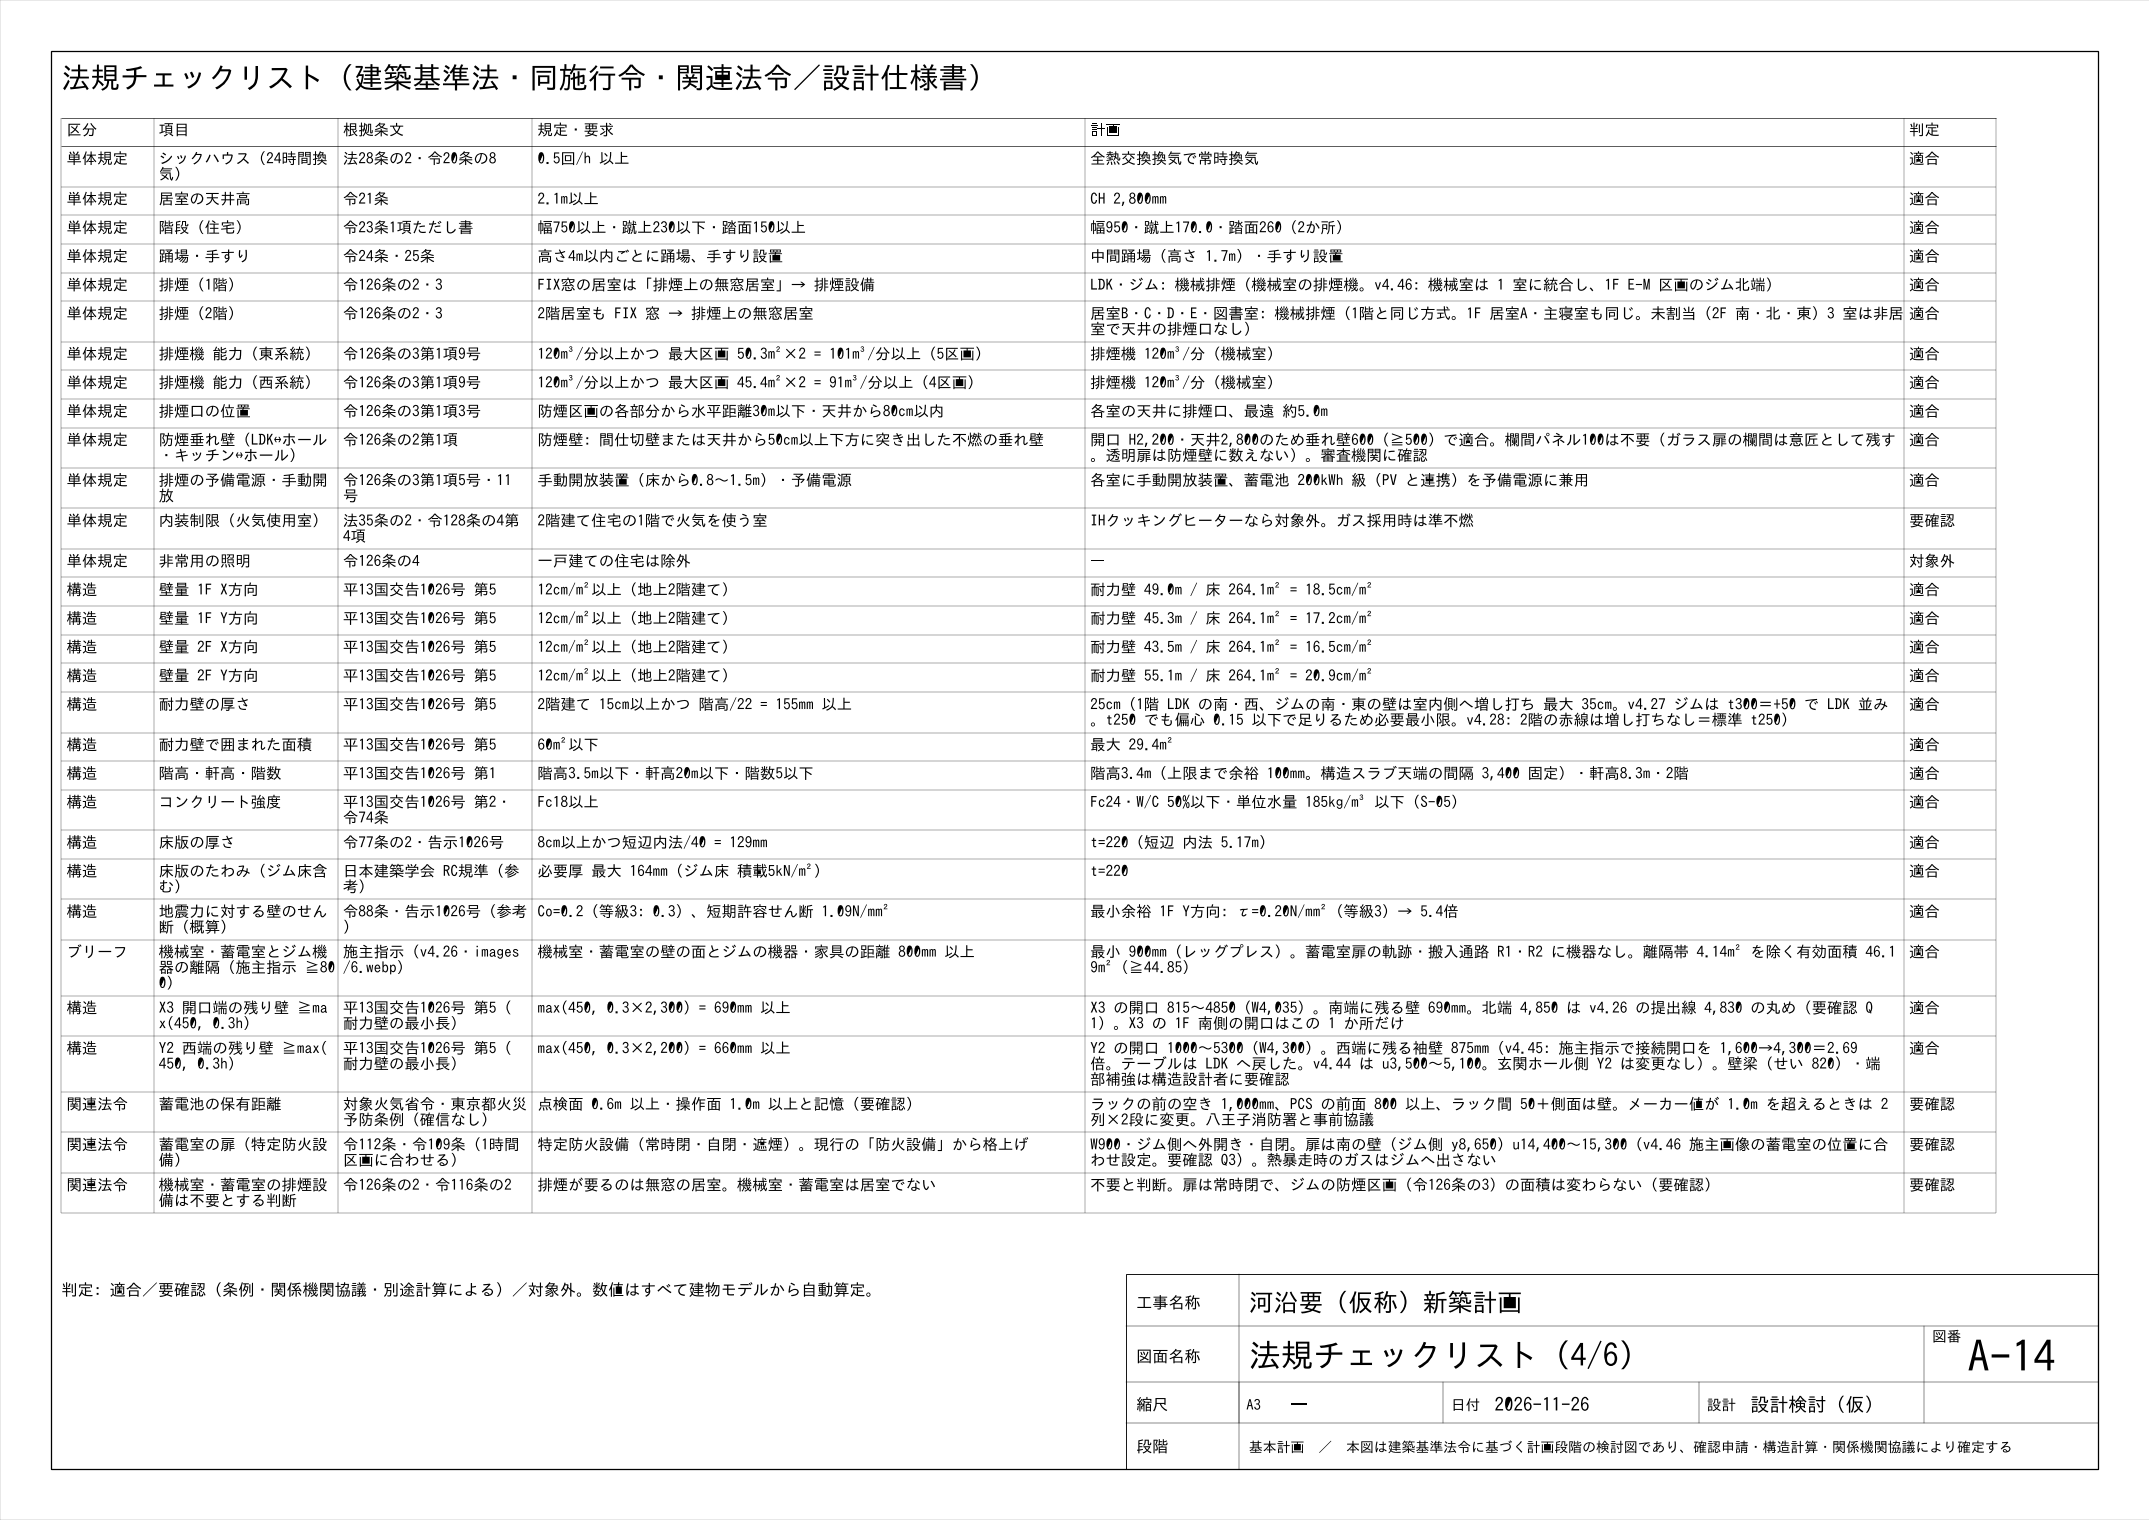 法規チェックリスト（建築基準法・同施行令・関連法令／設計仕様書）
区分 項目 根拠条文 規定・要求 計画 判定
単体規定 シックハウス（24時間換 法28条の2・令20条の8 0.5回/h 以上 全熱交換換気で常時換気 適合
気）
単体規定 居室の天井高 令21条 2.1m以上 CH 2,800mm 適合
単体規定 階段（住宅） 令23条1項ただし書 幅750以上・蹴上230以下・踏面150以上 幅950・蹴上170.0・踏面260（2か所） 適合
単体規定 踊場・手すり 令24条・25条 高さ4m以内ごとに踊場、手すり設置 中間踊場（高さ 1.7m）・手すり設置 適合
単体規定 排煙（1階） 令126条の2・3 FIX窓の居室は「排煙上の無窓居室」→ 排煙設備 LDK・ジム: 機械排煙（機械室の排煙機。v4.46: 機械室は 1 室に統合し、1F E-M 区画のジム北端） 適合
単体規定 排煙（2階） 令126条の2・3 2階居室も FIX 窓 → 排煙上の無窓居室 居室B・C・D・E・図書室: 機械排煙（1階と同じ方式。1F 居室A・主寝室も同じ。未割当（2F 南・北・東）3 室は非居 適合
室で天井の排煙口なし）
単体規定 排煙機 能力（東系統） 令126条の3第1項9号 120m³/分以上かつ 最大区画 50.3m²×2 = 101m³/分以上（5区画） 排煙機 120m³/分（機械室） 適合
単体規定 排煙機 能力（西系統） 令126条の3第1項9号 120m³/分以上かつ 最大区画 45.4m²×2 = 91m³/分以上（4区画） 排煙機 120m³/分（機械室） 適合
単体規定 排煙口の位置 令126条の3第1項3号 防煙区画の各部分から水平距離30m以下・天井から80cm以内 各室の天井に排煙口、最遠 約5.0m 適合
単体規定 防煙垂れ壁（LDK⇔ホール 令126条の2第1項 防煙壁: 間仕切壁または天井から50cm以上下方に突き出した不燃の垂れ壁 開口 H2,200・天井2,800のため垂れ壁600（≧500）で適合。欄間パネル100は不要（ガラス扉の欄間は意匠として残す 適合
・キッチン⇔ホール） 。透明扉は防煙壁に数えない）。審査機関に確認
単体規定 排煙の予備電源・手動開 令126条の3第1項5号・11 手動開放装置（床から0.8～1.5m）・予備電源 各室に手動開放装置、蓄電池 200kWh 級（PV と連携）を予備電源に兼用 適合
放 号
単体規定 内装制限（火気使用室） 法35条の2・令128条の4第 2階建て住宅の1階で火気を使う室 IHクッキングヒーターなら対象外。ガス採用時は準不燃 要確認
4項
単体規定 非常用の照明 令126条の4 一戸建ての住宅は除外 — 対象外
構造 壁量 1F X方向 平13国交告1026号 第5 12cm/m²以上（地上2階建て） 耐力壁 49.0m / 床 264.1m² = 18.5cm/m² 適合
構造 壁量 1F Y方向 平13国交告1026号 第5 12cm/m²以上（地上2階建て） 耐力壁 45.3m / 床 264.1m² = 17.2cm/m² 適合
構造 壁量 2F X方向 平13国交告1026号 第5 12cm/m²以上（地上2階建て） 耐力壁 43.5m / 床 264.1m² = 16.5cm/m² 適合
構造 壁量 2F Y方向 平13国交告1026号 第5 12cm/m²以上（地上2階建て） 耐力壁 55.1m / 床 264.1m² = 20.9cm/m² 適合
構造 耐力壁の厚さ 平13国交告1026号 第5 2階建て 15cm以上かつ 階高/22 = 155mm 以上 25cm（1階 LDK の南・西、ジムの南・東の壁は室内側へ増し打ち 最大 35cm。v4.27 ジムは t300＝+50 で LDK 並み 適合
。t250 でも偏心 0.15 以下で足りるため必要最小限。v4.28: 2階の赤線は増し打ちなし＝標準 t250）
構造 耐力壁で囲まれた面積 平13国交告1026号 第5 60m²以下 最大 29.4m² 適合
構造 階高・軒高・階数 平13国交告1026号 第1 階高3.5m以下・軒高20m以下・階数5以下 階高3.4m（上限まで余裕 100mm。構造スラブ天端の間隔 3,400 固定）・軒高8.3m・2階 適合
構造 コンクリート強度 平13国交告1026号 第2・ Fc18以上 Fc24・W/C 50%以下・単位水量 185kg/m³ 以下（S-05） 適合
令74条
構造 床版の厚さ 令77条の2・告示1026号 8cm以上かつ短辺内法/40 = 129mm t=220（短辺 内法 5.17m） 適合
構造 床版のたわみ（ジム床含 日本建築学会 RC規準（参 必要厚 最大 164mm（ジム床 積載5kN/m²） t=220 適合
む） 考）
構造 地震力に対する壁のせん 令88条・告示1026号（参考 Co=0.2（等級3: 0.3）、短期許容せん断 1.09N/mm² 最小余裕 1F Y方向: τ=0.20N/mm²（等級3）→ 5.4倍 適合
断（概算） ）
ブリーフ 機械室・蓄電室とジム機 施主指示（v4.26・images 機械室・蓄電室の壁の面とジムの機器・家具の距離 800mm 以上 最小 900mm（レッグプレス）。蓄電室扉の軌跡・搬入通路 R1・R2 に機器なし。離隔帯 4.14m² を除く有効面積 46.1 適合
器の離隔（施主指示 ≧80 /6.webp） 9m²（≧44.85）
0）
構造 X3 開口端の残り壁 ≧ma 平13国交告1026号 第5（ max(450, 0.3×2,300) = 690mm 以上 X3 の開口 815～4850（W4,035）。南端に残る壁 690mm。北端 4,850 は v4.26 の提出線 4,830 の丸め（要確認 Q 適合
x(450, 0.3h) 耐力壁の最小長） 1）。X3 の 1F 南側の開口はこの 1 か所だけ
構造 Y2 西端の残り壁 ≧max( 平13国交告1026号 第5（ max(450, 0.3×2,200) = 660mm 以上 Y2 の開口 1000～5300（W4,300）。西端に残る袖壁 875mm（v4.45: 施主指示で接続開口を 1,600→4,300＝2.69 適合
450, 0.3h) 耐力壁の最小長） 倍。テーブルは LDK へ戻した。v4.44 は u3,500～5,100。玄関ホール側 Y2 は変更なし）。壁梁（せい 820）・端
部補強は構造設計者に要確認
関連法令 蓄電池の保有距離 対象火気省令・東京都火災 点検面 0.6m 以上・操作面 1.0m 以上と記憶（要確認） ラックの前の空き 1,000mm、PCS の前面 800 以上、ラック間 50＋側面は壁。メーカー値が 1.0m を超えるときは 2 要確認
予防条例（確信なし） 列×2段に変更。八王子消防署と事前協議
関連法令 蓄電室の扉（特定防火設 令112条・令109条（1時間 特定防火設備（常時閉・自閉・遮煙）。現行の「防火設備」から格上げ W900・ジム側へ外開き・自閉。扉は南の壁（ジム側 y8,650）u14,400～15,300（v4.46 施主画像の蓄電室の位置に合 要確認
備） 区画に合わせる） わせ設定。要確認 Q3）。熱暴走時のガスはジムへ出さない
関連法令 機械室・蓄電室の排煙設 令126条の2・令116条の2 排煙が要るのは無窓の居室。機械室・蓄電室は居室でない 不要と判断。扉は常時閉で、ジムの防煙区画（令126条の3）の面積は変わらない（要確認） 要確認
備は不要とする判断
判定: 適合／要確認（条例・関係機関協議・別途計算による）／対象外。数値はすべて建物モデルから自動算定。
工事名称 河沿要（仮称）新築計画
図面名称 法規チェックリスト（4/6） 図番 A-14
縮尺 A3 — 日付 2026-11-26 設計 設計検討（仮）
段階 基本計画 ／ 本図は建築基準法令に基づく計画段階の検討図であり、確認申請・構造計算・関係機関協議により確定する